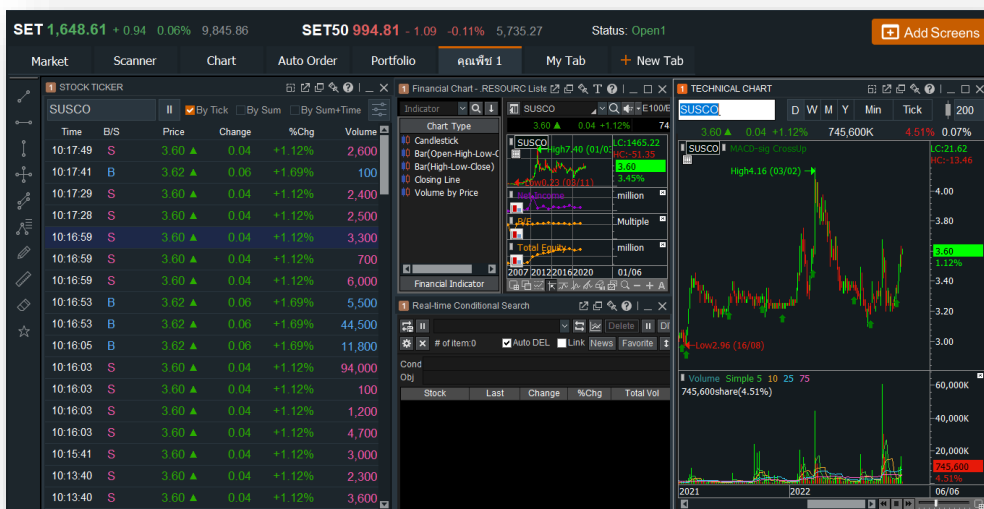 SET 1,648.61 + 0.94 0.06% 9,845.86 SET50 994.81 - 1.09 -0.11% 5,735.27 Status: Open1 Add Screens
Market Scanner Chart Auto Order Portfolio คุณพีช 1 My Tab + New Tab
1 STOCK TICKER
SUSCO By Tick By Sum By Sum+Time
Time B/S Price Change %Chg Volume
10:17:49 S 3.60 ▲ 0.04 +1.12% 2,600
10:17:41 B 3.62 ▲ 0.06 +1.69% 100
10:17:29 S 3.60 ▲ 0.04 +1.12% 2,400
10:17:28 S 3.60 ▲ 0.04 +1.12% 2,500
10:16:59 S 3.60 ▲ 0.04 +1.12% 3,300
10:16:59 S 3.60 ▲ 0.04 +1.12% 700
10:16:59 S 3.60 ▲ 0.04 +1.12% 6,000
10:16:53 B 3.62 ▲ 0.06 +1.69% 5,500
10:16:53 B 3.62 ▲ 0.06 +1.69% 44,500
10:16:05 B 3.62 ▲ 0.06 +1.69% 11,800
10:16:03 S 3.60 ▲ 0.04 +1.12% 94,000
10:16:03 S 3.60 ▲ 0.04 +1.12% 100
10:16:03 S 3.60 ▲ 0.04 +1.12% 1,200
10:16:03 S 3.60 ▲ 0.04 +1.12% 4,700
10:15:41 S 3.60 ▲ 0.04 +1.12% 3,000
10:13:40 S 3.60 ▲ 0.04 +1.12% 2,300
10:13:40 S 3.60 ▲ 0.04 +1.12% 3,600
1 Financial Chart - .RESOURC Liste
Indicator SUSCO E100/E
Chart Type 3.60 ▲ 0.04 +1.12% 74
Candlestick
Bar(Open-High-Low-C
Bar(High-Low-Close)
Closing Line
Volume by Price
Financial Indicator
SUSCO High7.40 (01/0 LC:1465.22
HC:-51.35
3.60
3.45%
Low0.23 (03/11)
Net Income million
P/E Multiple
Total Equity million
2007 2012 2016 2020 01/06
A
1 Real-time Conditional Search
Delete
# of item:0 Auto DEL Link News Favorite
Cond
Obj
Stock Last Change %Chg Total Vol
1 TECHNICAL CHART
SUSCO D W M Y Min Tick 200
3.60 ▲ 0.04 +1.12% 745,600K 4.51% 0.07%
SUSCO MACD-sig CrossUp LC:21.62
HC:-13.46
High4.16 (03/02)
4.00
3.80
3.60
1.12%
3.40
3.20
3.00
Low2.96 (16/08)
Volume Simple 5 10 25 75
745,600share(4.51%)
60,000K
40,000K
20,000K
745,600
4.51%
2021 2022 06/06